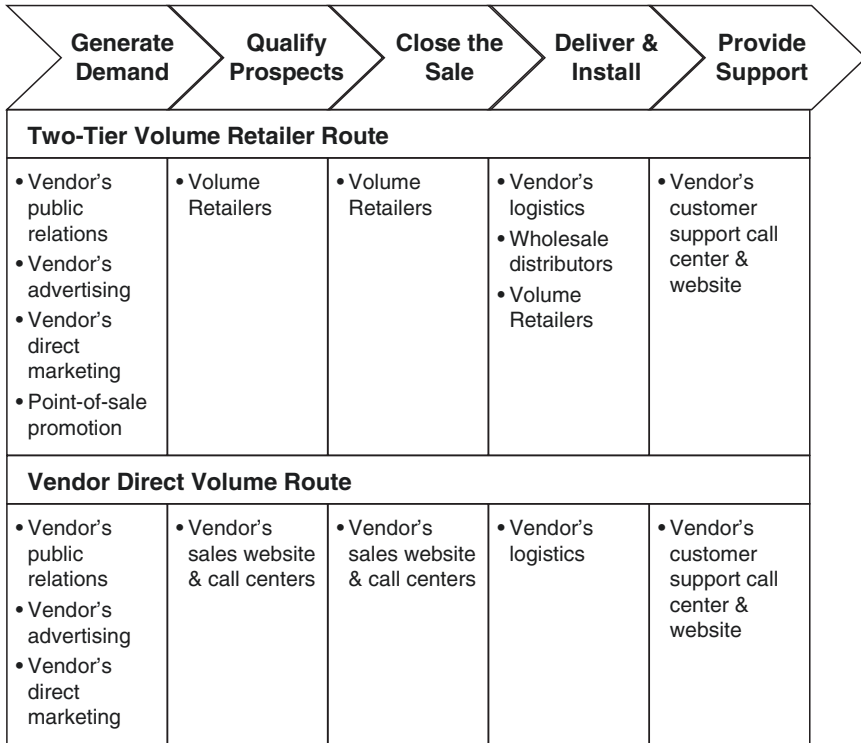 Generate
Demand
Qualify
Prospects
Close the
Sale
Deliver &
Install
Provide
Support
Two-Tier Volume Retailer Route
• Vendor's
public
relations
• Vendor's
advertising
• Vendor's
direct
marketing
• Point-of-sale
promotion
• Volume
Retailers
• Volume
Retailers
• Vendor's
logistics
• Wholesale
distributors
• Volume
Retailers
• Vendor's
customer
support call
center &
website
Vendor Direct Volume Route
• Vendor's
public
relations
• Vendor's
advertising
• Vendor's
direct
marketing
• Vendor's
sales website
& call centers
• Vendor's
sales website
& call centers
• Vendor's
logistics
• Vendor's
customer
support call
center &
website